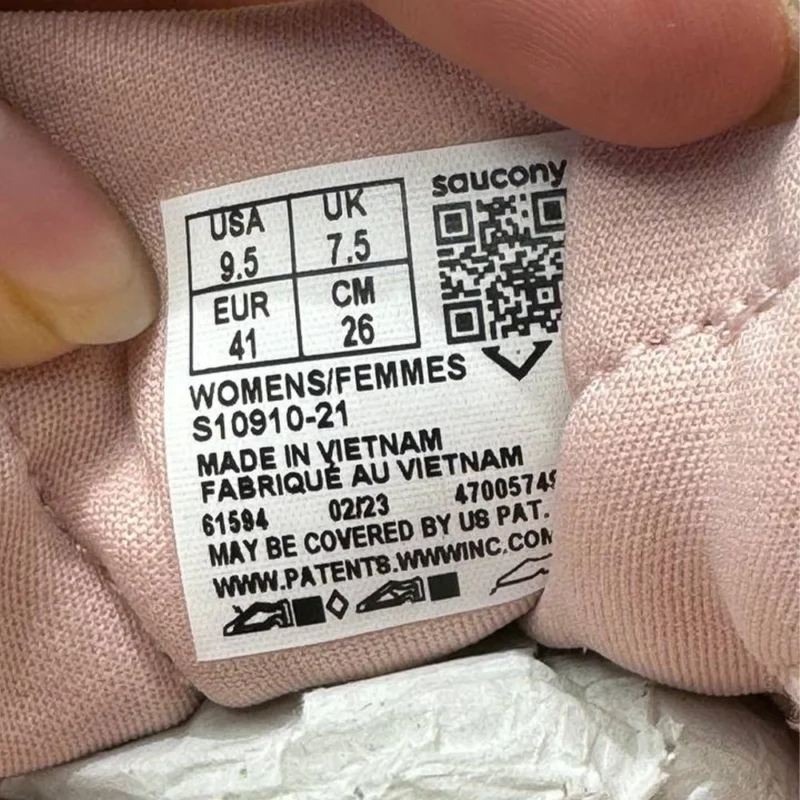 saucony
USA UK
9.5 7.5
EUR CM
41 26
WOMENS/FEMMES
S10910-21
MADE IN VIETNAM
FABRIQUÉ AU VIETNAM
61594 02/23
MAY BE COVERED BY US PAT.
WWW.PATENTS.WWWINC.COM